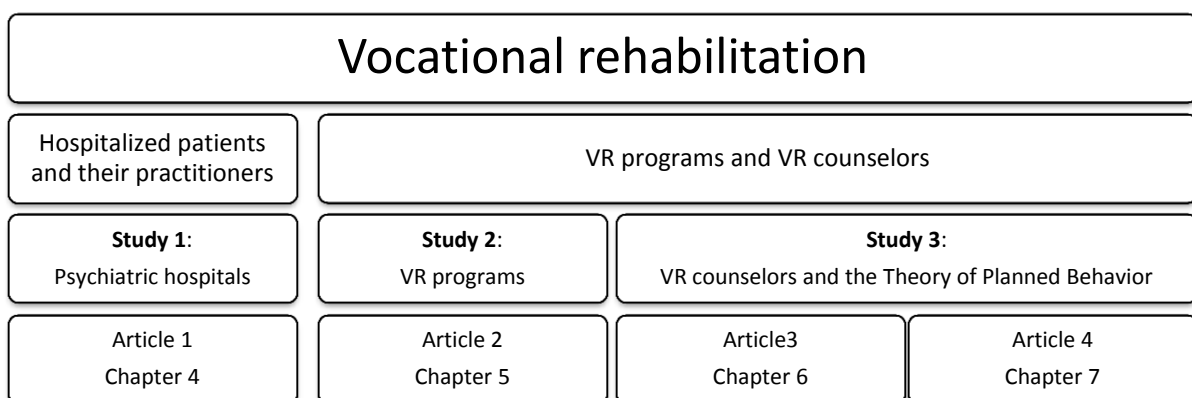 Vocational rehabilitation
Hospitalized patients
and their practitioners
VR programs and VR counselors
Study 1:
Psychiatric hospitals
Study 2:
VR programs
Study 3:
VR counselors and the Theory of Planned Behavior
Article 1
Chapter 4
Article 2
Chapter 5
Article3
Chapter 6
Article 4
Chapter 7